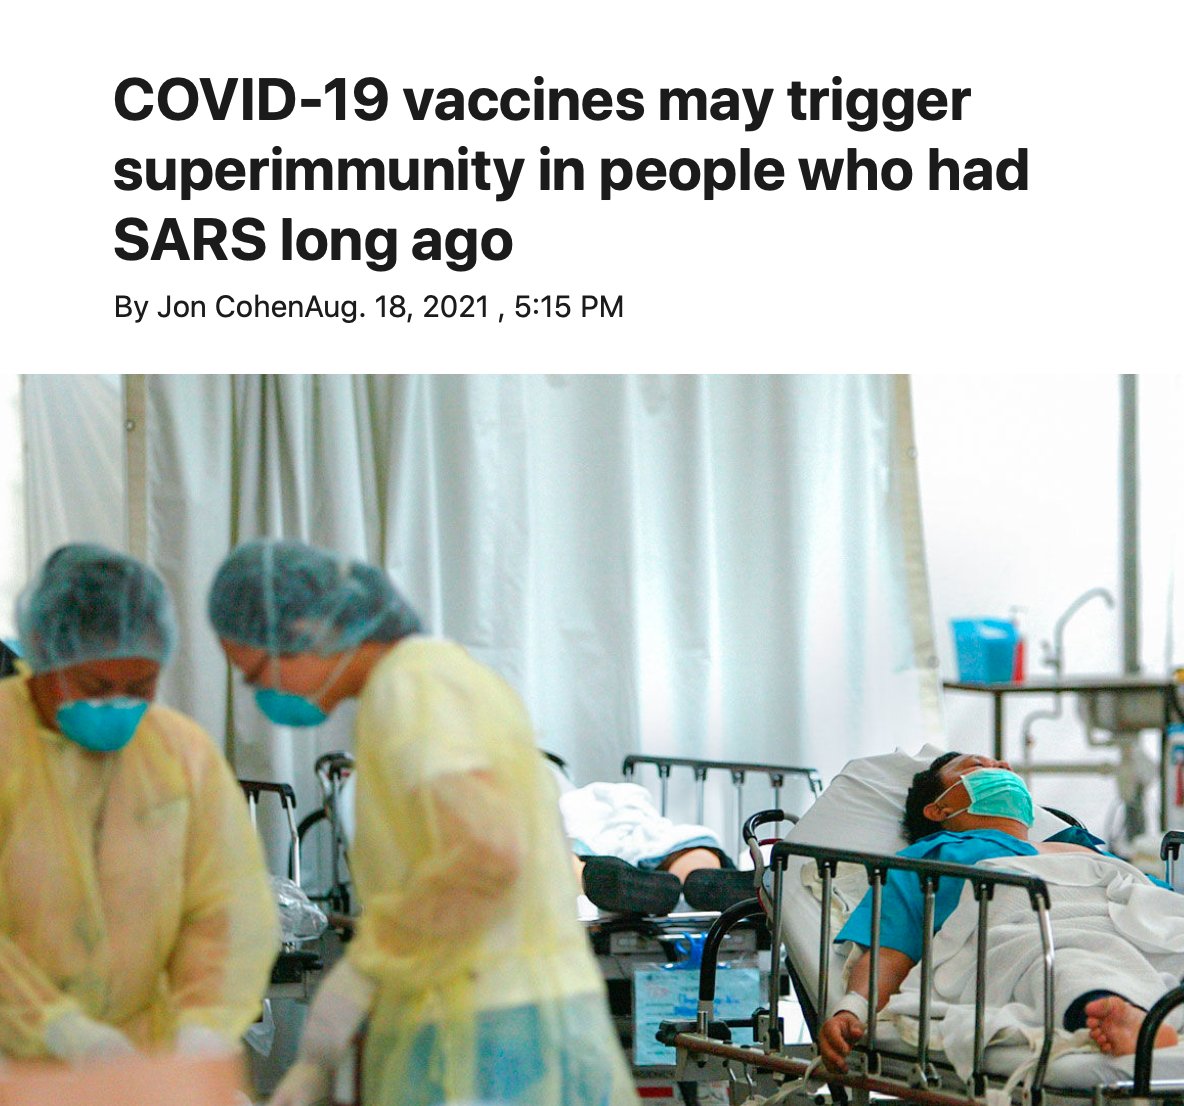 COVID-19 vaccines may trigger
superimmunity in people who had
SARS long ago
By Jon CohenAug. 18, 2021 , 5:15 PM